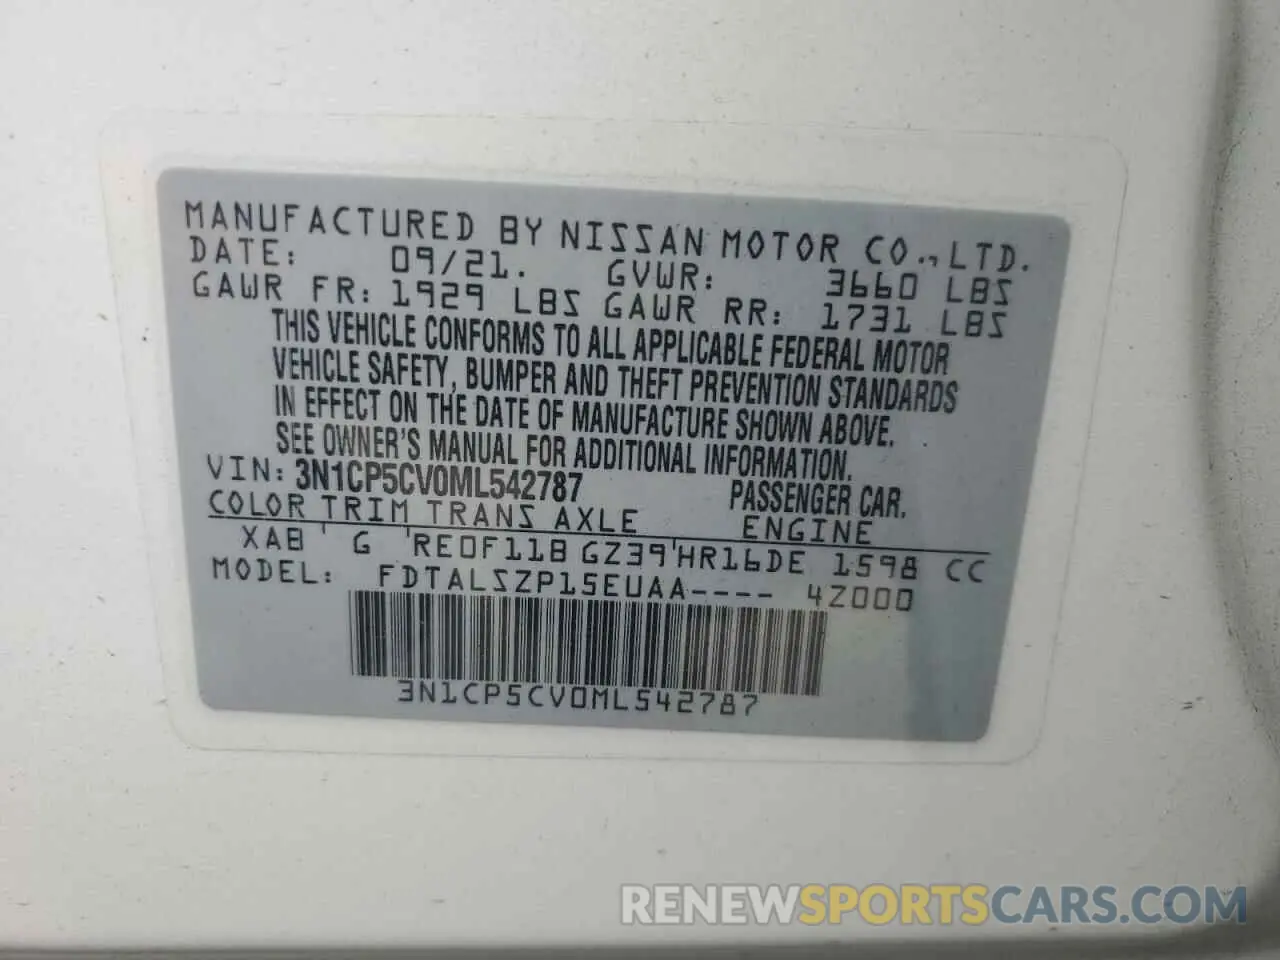 MANUFACTURED BY NISSAN MOTOR CO., LTD.
DATE: 09/21. GVWR: 3660 LBS
GAWR FR: 1929 LBS GAWR RR: 1731 LBS
THIS VEHICLE CONFORMS TO ALL APPLICABLE FEDERAL MOTOR
VEHICLE SAFETY, BUMPER AND THEFT PREVENTION STANDARDS
IN EFFECT ON THE DATE OF MANUFACTURE SHOWN ABOVE.
SEE OWNER'S MANUAL FOR ADDITIONAL INFORMATION.
VIN: 3N1CP5CV0ML542787 PASSENGER CAR.
COLOR TRIM TRANS AXLE ENGINE
XAB ' G 'RE0F11B GZ39'HR16DE 1598 CC
MODEL: FDTALSZP15EUAA---- 4Z000
3N1CP5CV0ML542787
RENEWSPORTSCARS.COM